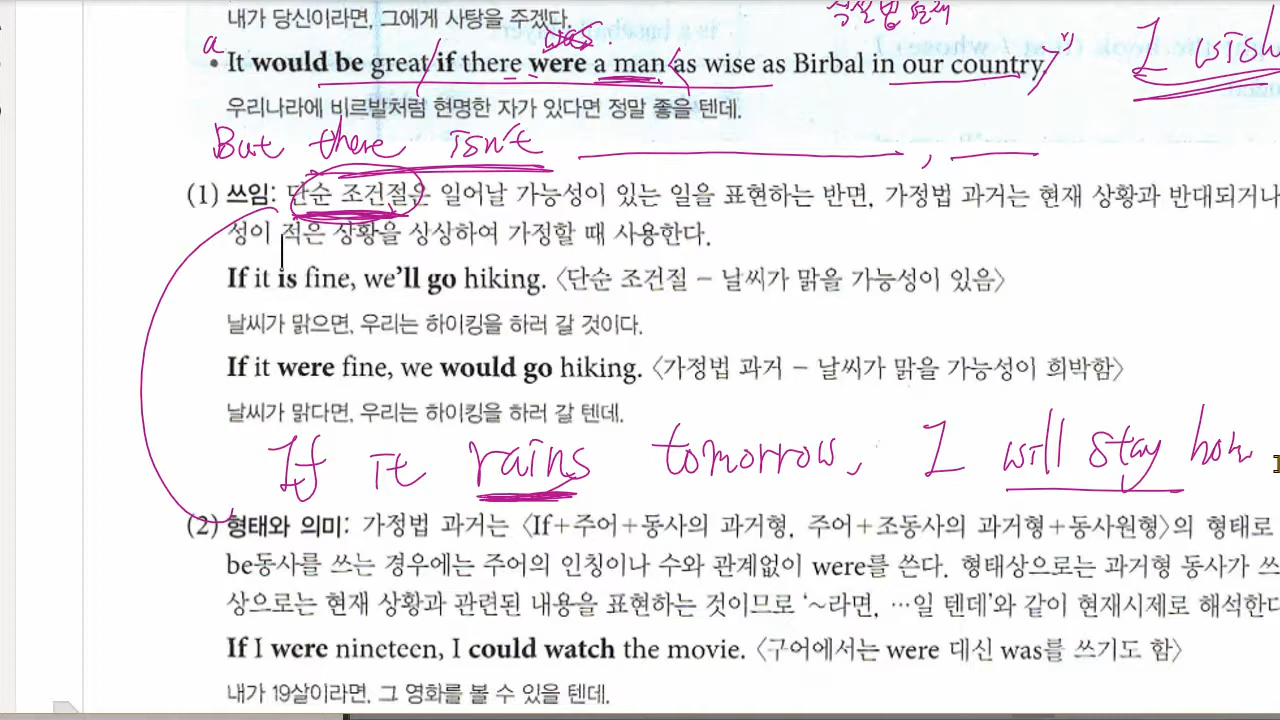 내가 당신이라면, 그에게 사탕을 주겠다.
was
a
• It would be great if there were a man as wise as Birbal in our country.
I wish
우리나라에 비르발처럼 현명한 자가 있다면 정말 좋을 텐데.
But there isn't ,
(1) 쓰임: 단순 조건절은 일어날 가능성이 있는 일을 표현하는 반면, 가정법 과거는 현재 상황과 반대되거나
성이 적은 상황을 상상하여 가정할 때 사용한다.
If it is fine, we'll go hiking. 〈단순 조건절 – 날씨가 맑을 가능성이 있음〉
날씨가 맑으면, 우리는 하이킹을 하러 갈 것이다.
If it were fine, we would go hiking. 〈가정법 과거 – 날씨가 맑을 가능성이 희박함〉
날씨가 맑다면, 우리는 하이킹을 하러 갈 텐데.
If it rains tomorrow, I will stay hom
(2) 형태와 의미: 가정법 과거는 〈If+주어+동사의 과거형, 주어+조동사의 과거형+동사원형〉의 형태로
be동사를 쓰는 경우에는 주어의 인칭이나 수와 관계없이 were를 쓴다. 형태상으로는 과거형 동사가 쓰
상으로는 현재 상황과 관련된 내용을 표현하는 것이므로 '~라면, …일 텐데'와 같이 현재시제로 해석한다
If I were nineteen, I could watch the movie. 〈구어에서는 were 대신 was를 쓰기도 함〉
내가 19살이라면, 그 영화를 볼 수 있을 텐데.